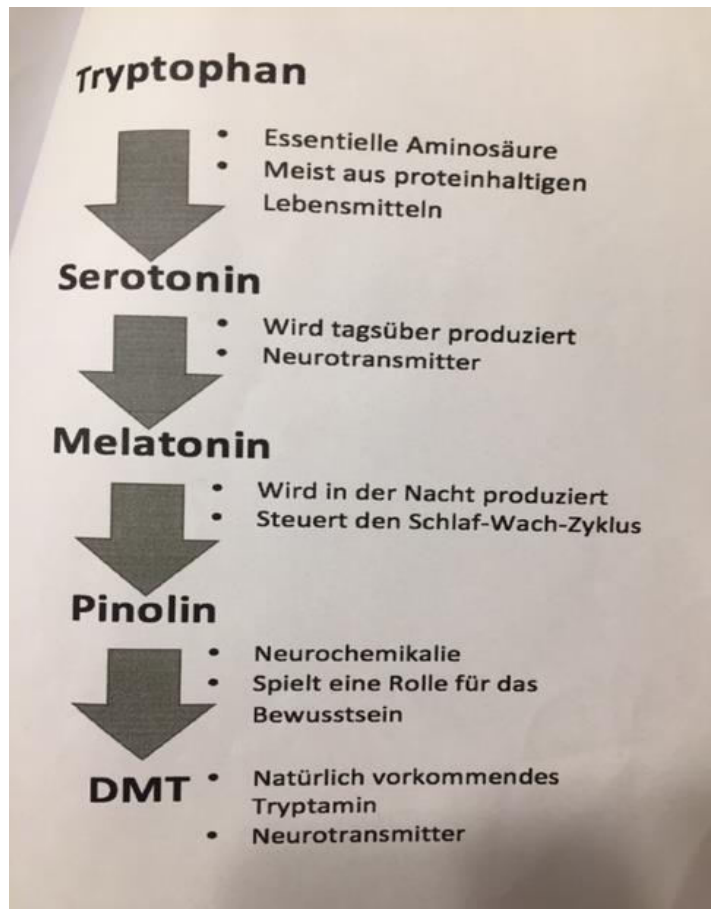 Tryptophan
• Essentielle Aminosäure
• Meist aus proteinhaltigen
Lebensmitteln
Serotonin
• Wird tagsüber produziert
• Neurotransmitter
Melatonin
• Wird in der Nacht produziert
• Steuert den Schlaf-Wach-Zyklus
Pinolin
• Neurochemikalie
• Spielt eine Rolle für das
Bewusstsein
DMT
• Natürlich vorkommendes
Tryptamin
• Neurotransmitter